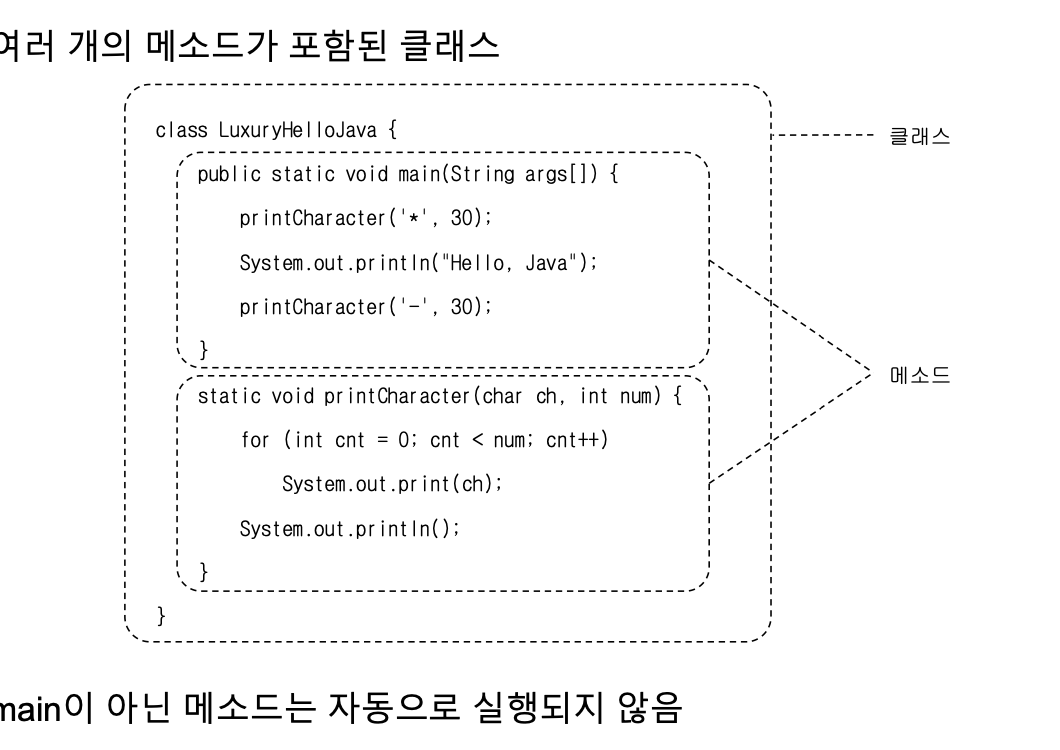 여러 개의 메소드가 포함된 클래스
class LuxuryHelloJava {
클래스
public static void main(String args[]) {
printCharacter('*', 30);
System.out.println("Hello, Java");
printCharacter('-', 30);
}
메소드
static void printCharacter(char ch, int num) {
for (int cnt = 0; cnt < num; cnt++)
System.out.print(ch);
System.out.println();
}
}
main이 아닌 메소드는 자동으로 실행되지 않음